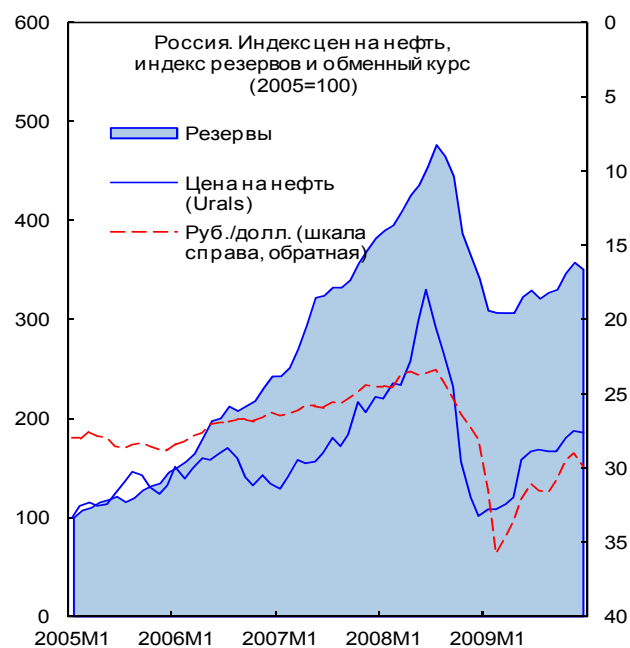 Россия. Индекс цен на нефть,
индекс резервов и обменный курс
(2005=100)
Резервы
Цена на нефть
(Urals)
Руб./долл. (шкала
справа, обратная)
600
500
400
300
200
100
0
0
5
10
15
20
25
30
35
40
2005M1
2006M1
2007M1
2008M1
2009M1